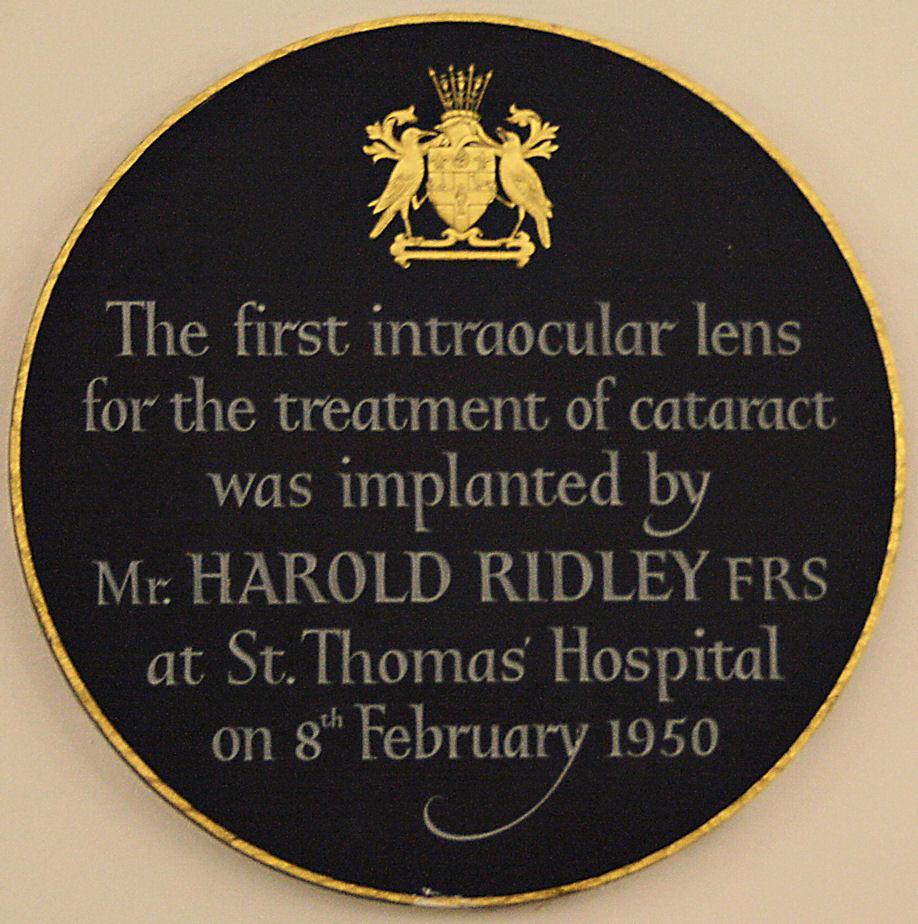 The first intraocular lens
for the treatment of cataract
was implanted by
Mr. HAROLD RIDLEY FRS
at St. Thomas' Hospital
on 8th February 1950